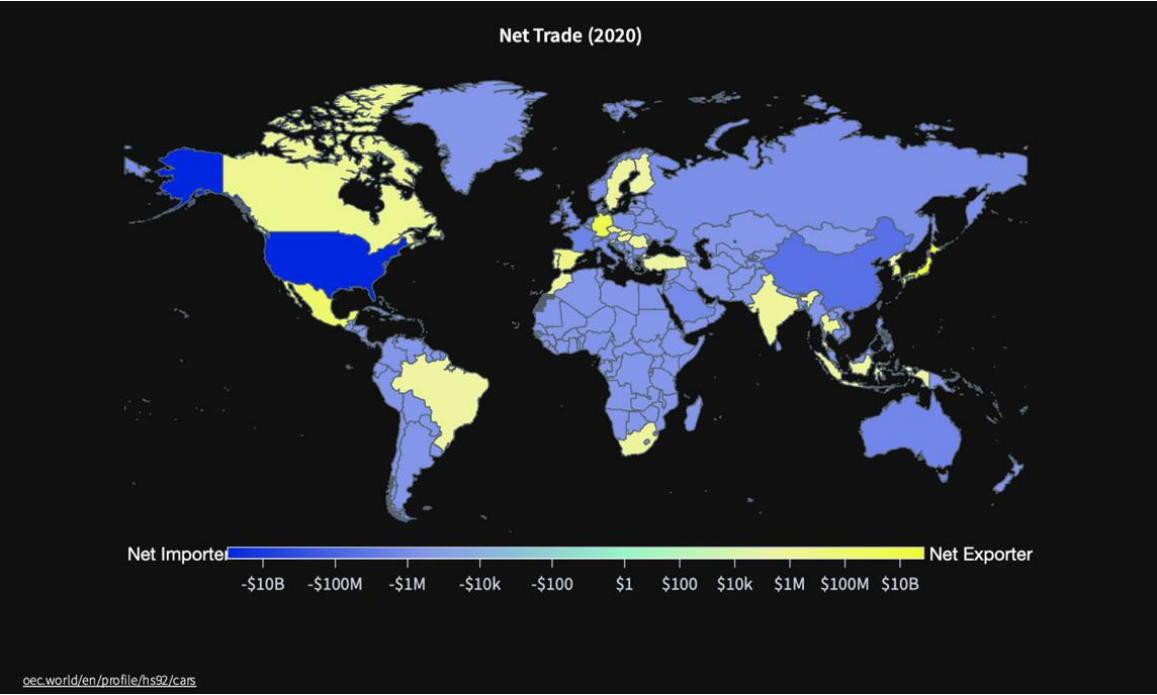 Net Trade (2020)
Net Importer
Net Exporter
-$10B -$100M -$1M -$10k -$100 $1 $100 $10k $1M $100M $10B
oec.world/en/profile/hs92/cars